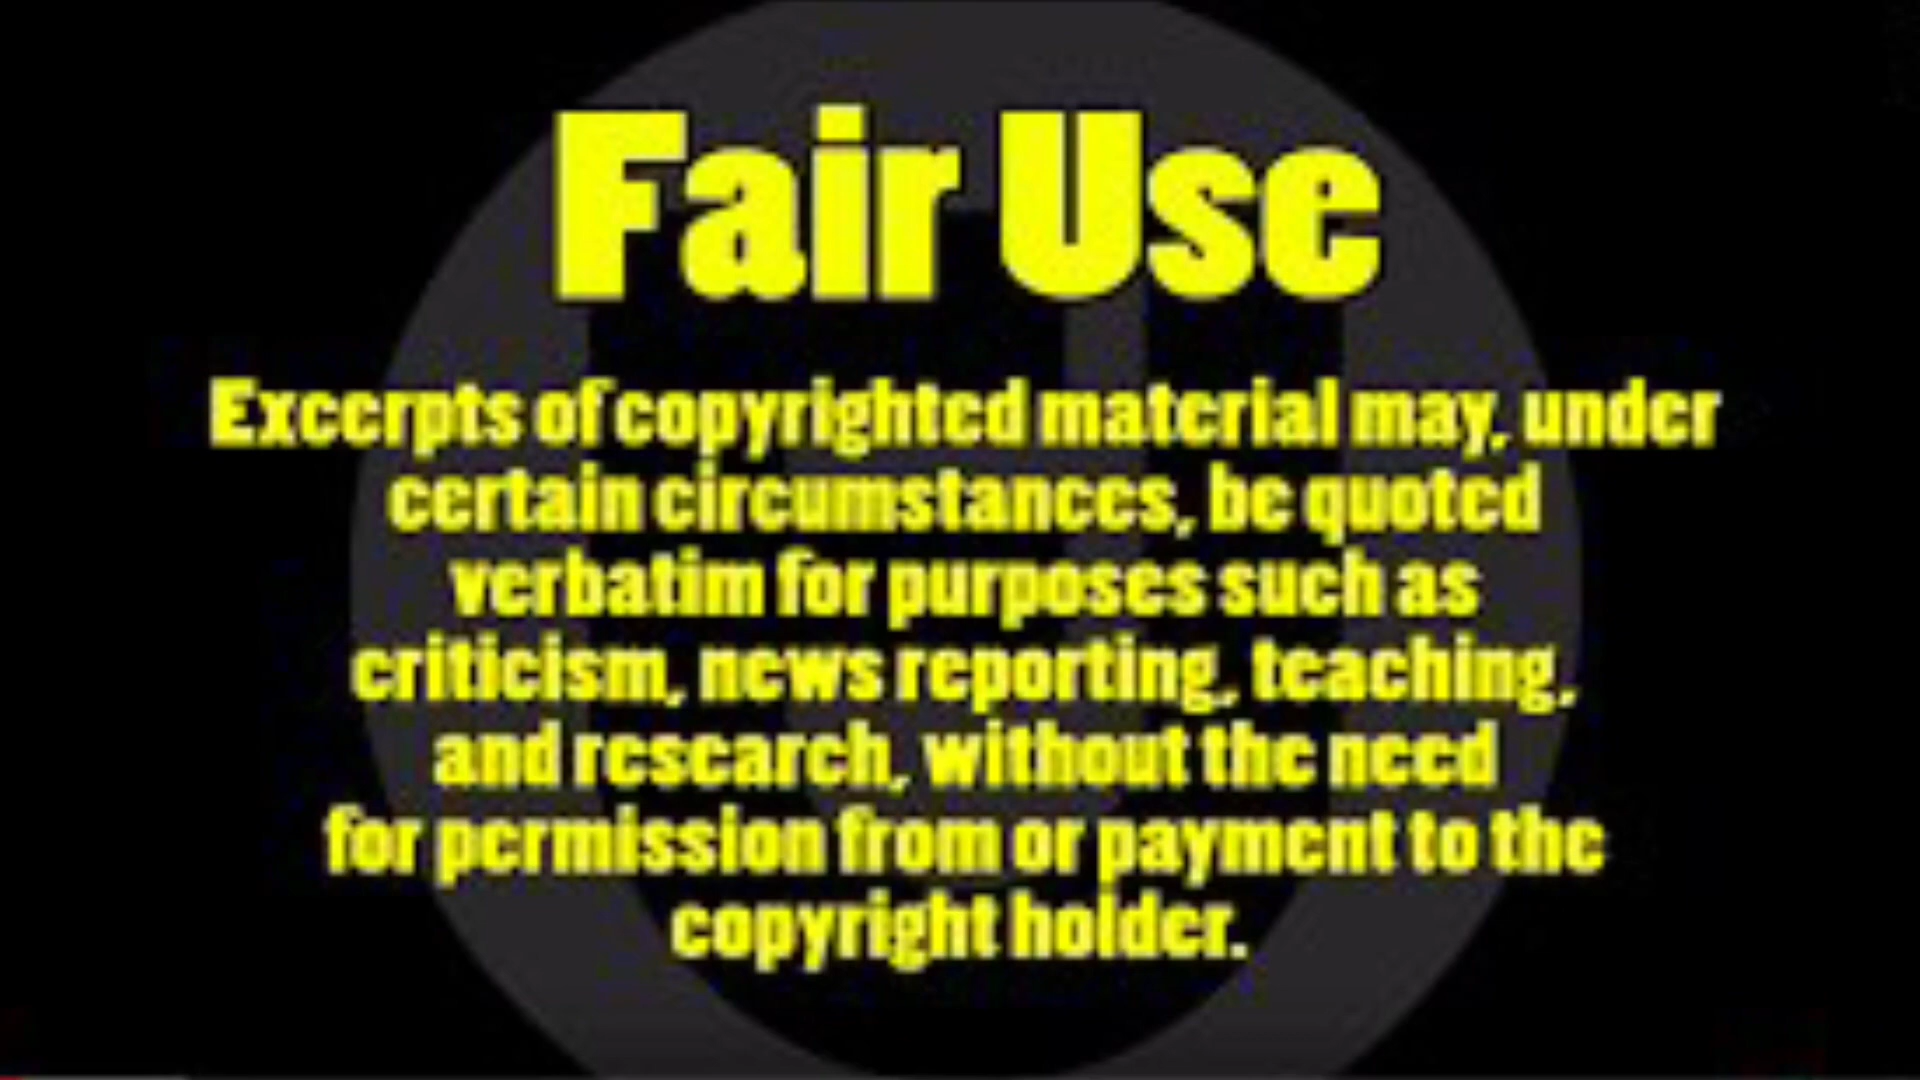 Fair Use
Excerpts of copyrighted material may, under
certain circumstances, be quoted
verbatim for purposes such as
criticism, news reporting, teaching,
and research, without the need
for permission from or payment to the
copyright holder.